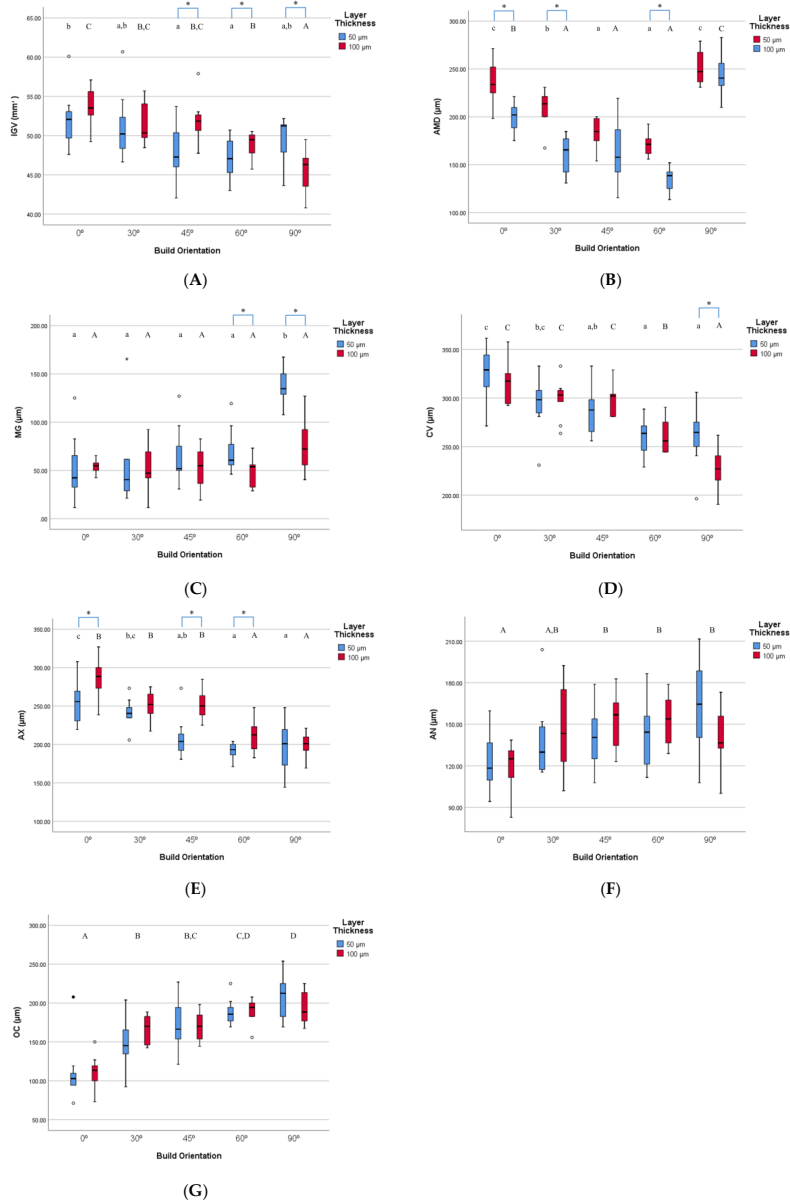 Layer
Thickness
50 µm
100 µm
* * *
b C a,b B,C a B,C a B a,b A
65.00
60.00
55.00
50.00
45.00
40.00
IGV (mm³)
0º 30º 45º 60º 90º
Build Orientation
(A)
Layer
Thickness
50 µm
100 µm
* * *
c B b A a A a A c C
300.00
250.00
200.00
150.00
100.00
AMD (µm)
0º 30º 45º 60º 90º
Build Orientation
(B)
Layer
Thickness
50 µm
100 µm
* *
a A a A a A a A b A
200.00
150.00
100.00
50.00
.00
MG (µm)
*
0º 30º 45º 60º 90º
Build Orientation
(C)
Layer
Thickness
50 µm
100 µm
*
c C b,c C a,b C a B a A
350.00
300.00
250.00
200.00
CV (µm)
0º 30º 45º 60º 90º
Build Orientation
(D)
Layer
Thickness
50 µm
100 µm
* * *
c B b,c B a,b B a A a A
350.00
300.00
250.00
200.00
150.00
100.00
AX (µm)
0º 30º 45º 60º 90º
Build Orientation
(E)
Layer
Thickness
50 µm
100 µm
A A,B B B B
210.00
180.00
150.00
120.00
90.00
AN (µm)
0º 30º 45º 60º 90º
Build Orientation
(F)
Layer
Thickness
50 µm
100 µm
A B B,C C,D D
300.00
250.00
200.00
150.00
100.00
50.00
OC (µm)
0º 30º 45º 60º 90º
Build Orientation
(G)